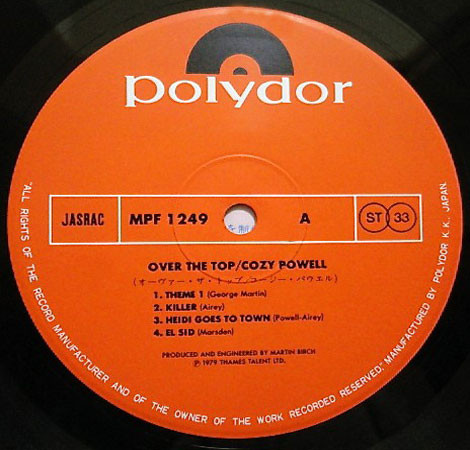 polydor
JASRAC
MPF 1249
A
ST 33
OVER THE TOP/COZY POWELL
(オーヴァー・ザ・トップ/コージー・パウエル)
1. THEME 1 (George Martin)
2. KILLER (Airey)
3. HEIDI GOES TO TOWN (Powell-Airey)
4. EL SID (Marsden)
PRODUCED AND ENGINEERED BY MARTIN BIRCH
Ⓟ 1979 THAMES TALENT LTD.
"ALL RIGHTS OF THE RECORD MANUFACTURER AND OF THE OWNER OF THE WORK RECORDED RESERVED." MANUFACTURED BY POLYDOR K.K., JAPAN.